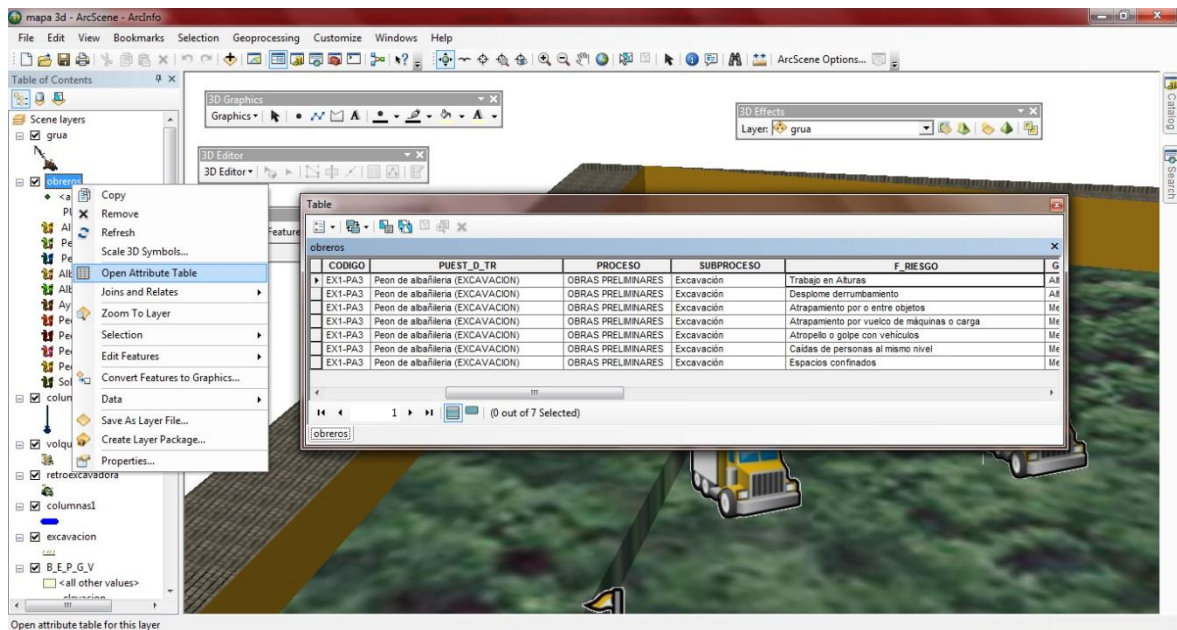 mapa 3d - ArcScene - ArcInfo
File Edit View Bookmarks Selection Geoprocessing Customize Windows Help
ArcScene Options...
Table of Contents
Scene layers
grua
obreros
Copy
Remove
Refresh
Scale 3D Symbols...
Open Attribute Table
Joins and Relates
Zoom To Layer
Selection
Edit Features
Convert Features to Graphics...
Data
Save As Layer File...
Create Layer Package...
Properties...
retroexcavadora
columnas1
excavacion
B_E_P_G_V
<all other values>
3D Graphics
Graphics
3D Editor
3D Editor
3D Effects
Layer: grua
Catalog
Search
Table
obreros
CODIGO PUEST_D_TR PROCESO SUBPROCESO F_RIESGO G
EX1-PA3 Peon de albañileria (EXCAVACION) OBRAS PRELIMINARES Excavación Trabajo en Alturas
EX1-PA3 Peon de albañileria (EXCAVACION) OBRAS PRELIMINARES Excavación Desplome derrumbamiento
EX1-PA3 Peon de albañileria (EXCAVACION) OBRAS PRELIMINARES Excavación Atrapamiento por o entre objetos Me
EX1-PA3 Peon de albañileria (EXCAVACION) OBRAS PRELIMINARES Excavación Atrapamiento por vuelco de máquinas o carga Me
EX1-PA3 Peon de albañileria (EXCAVACION) OBRAS PRELIMINARES Excavación Atropello o golpe con vehículos Me
EX1-PA3 Peon de albañileria (EXCAVACION) OBRAS PRELIMINARES Excavación Caídas de personas al mismo nivel Me
EX1-PA3 Peon de albañileria (EXCAVACION) OBRAS PRELIMINARES Excavación Espacios confinados Me
1 (0 out of 7 Selected)
obreros
Open attribute table for this layer